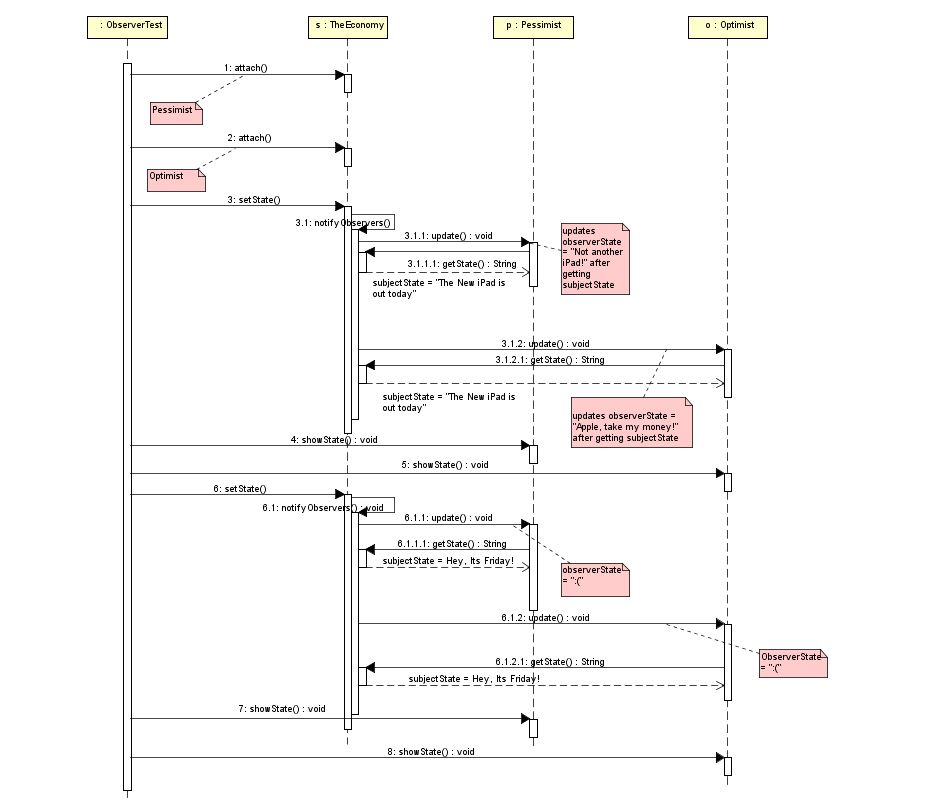 : ObserverTest
s : TheEconomy
p : Pessimist
o : Optimist
1: attach()
Pessimist
2: attach()
Optimist
3: setState()
3.1: notifyObservers()
3.1.1: update() : void
updates
observerState
= "Not another
iPad!" after
getting
subjectState
3.1.1.1: getState() : String
subjectState = "The New iPad is
out today"
3.1.2: update() : void
3.1.2.1: getState() : String
subjectState = "The New iPad is
out today"
updates observerState =
"Apple, take my money!"
after getting subjectState
4: showState() : void
5: showState() : void
6: setState()
6.1: notifyObservers() : void
6.1.1: update() : void
6.1.1.1: getState() : String
subjectState = Hey, Its Friday!
observerState
= ":("
6.1.2: update() : void
ObserverState
= ":("
6.1.2.1: getState() : String
subjectState = Hey, Its Friday!
7: showState() : void
8: showState() : void